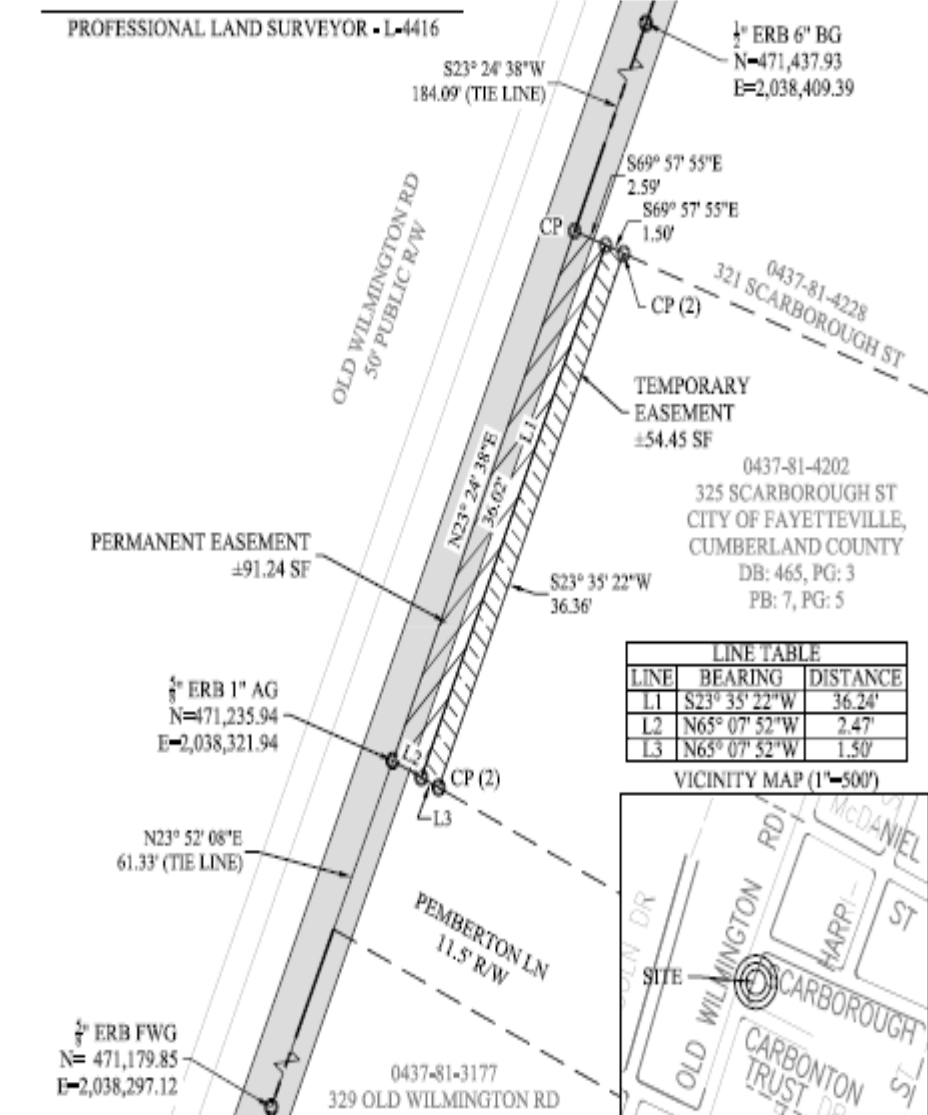 PROFESSIONAL LAND SURVEYOR - L-4416
½" ERB 6" BG
N=471,437.93
E=2,038,409.39
S23° 24' 38"W
184.09' (TIE LINE)
S69° 57' 55"E
2.59'
S69° 57' 55"E
1.50'
CP
CP (2)
OLD WILMINGTON RD
50' PUBLIC R/W
0437-81-4228
321 SCARBOROUGH ST
TEMPORARY
EASEMENT
±54.45 SF
L1
N23° 24' 38"E
36.02'
0437-81-4202
325 SCARBOROUGH ST
CITY OF FAYETTEVILLE,
CUMBERLAND COUNTY
DB: 465, PG: 3
PB: 7, PG: 5
PERMANENT EASEMENT
±91.24 SF
S23° 35' 22"W
36.36'
LINE TABLE
LINE BEARING DISTANCE
L1 S23° 35' 22"W 36.24'
L2 N65° 07' 52"W 2.47'
L3 N65° 07' 52"W 1.50'
⅝" ERB 1" AG
N=471,235.94
E=2,038,321.94
L2
CP (2)
L3
VICINITY MAP (1"=500')
N23° 52' 08"E
61.33' (TIE LINE)
PEMBERTON LN
11.5' R/W
McDANIEL
ST
HARRI
OLD WILMINGTON RD
OLN DR
SITE
CARBOROUGH
ST
CARBONTON
TRUST DR
⅝" ERB FWG
N= 471,179.85
E=2,038,297.12
0437-81-3177
329 OLD WILMINGTON RD